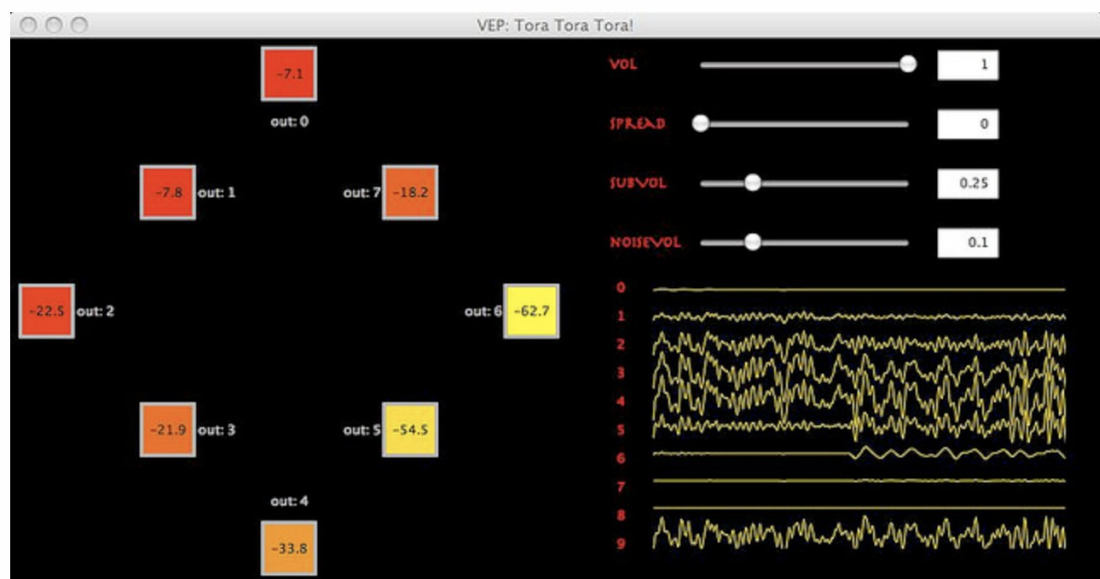 VEP: Tora Tora Tora!
-7.1
out: 0
-7.8 out: 1
out: 7 -18.2
-22.5 out: 2
out: 6 -62.7
-21.9 out: 3
out: 5 -54.5
out: 4
-33.8
VOL 1
SPREAD 0
SUBVOL 0.25
NOISEVOL 0.1
0
1
2
3
4
5
6
7
8
9